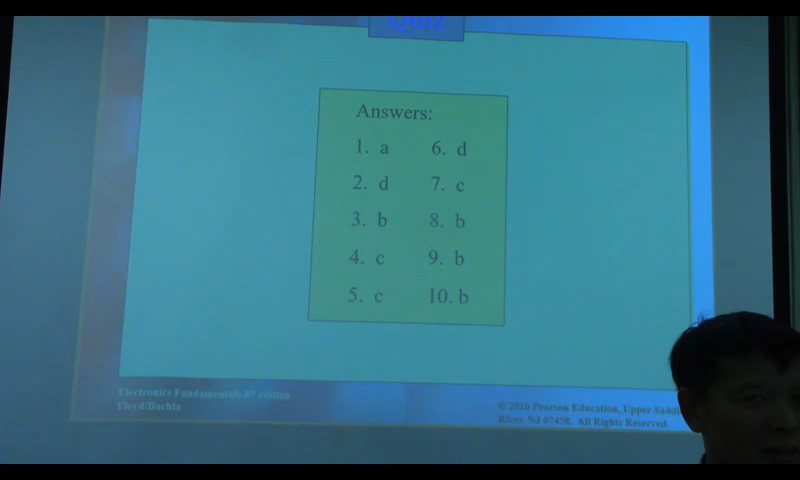 Quiz
Answers:
1. a 6. d
2. d 7. c
3. b 8. b
4. c 9. b
5. c 10. b
Electronics Fundamentals 8th edition
Floyd/Buchla
© 2010 Pearson Education, Upper
River, NJ 07458. All Rights Reserved.